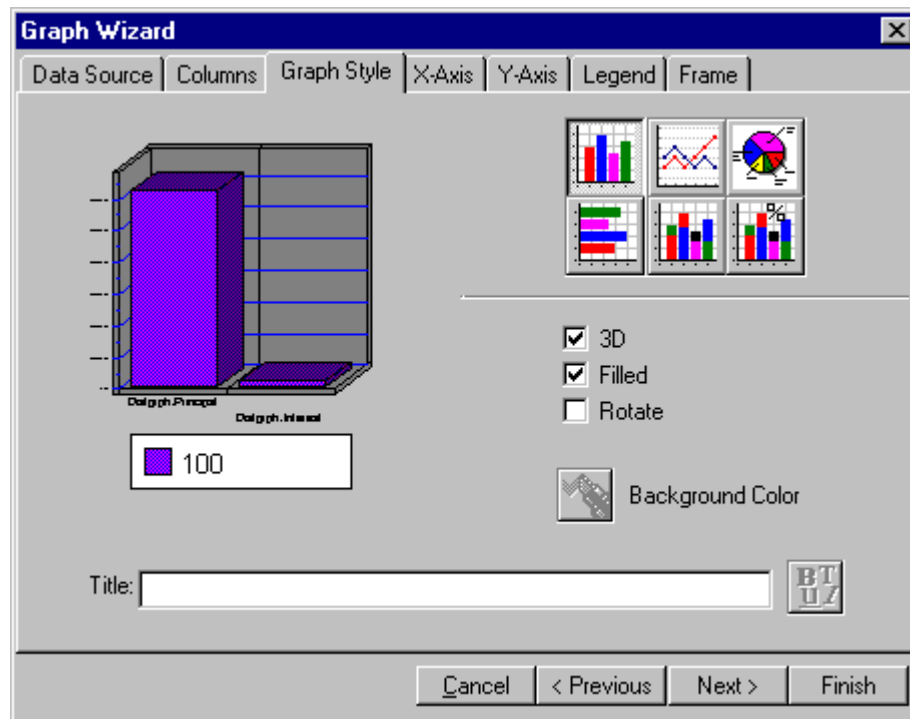 Graph Wizard
Data Source Columns Graph Style X-Axis Y-Axis Legend Frame
%
3D
Filled
Rotate
100
Background Color
Title:
B T U I
Cancel < Previous Next > Finish